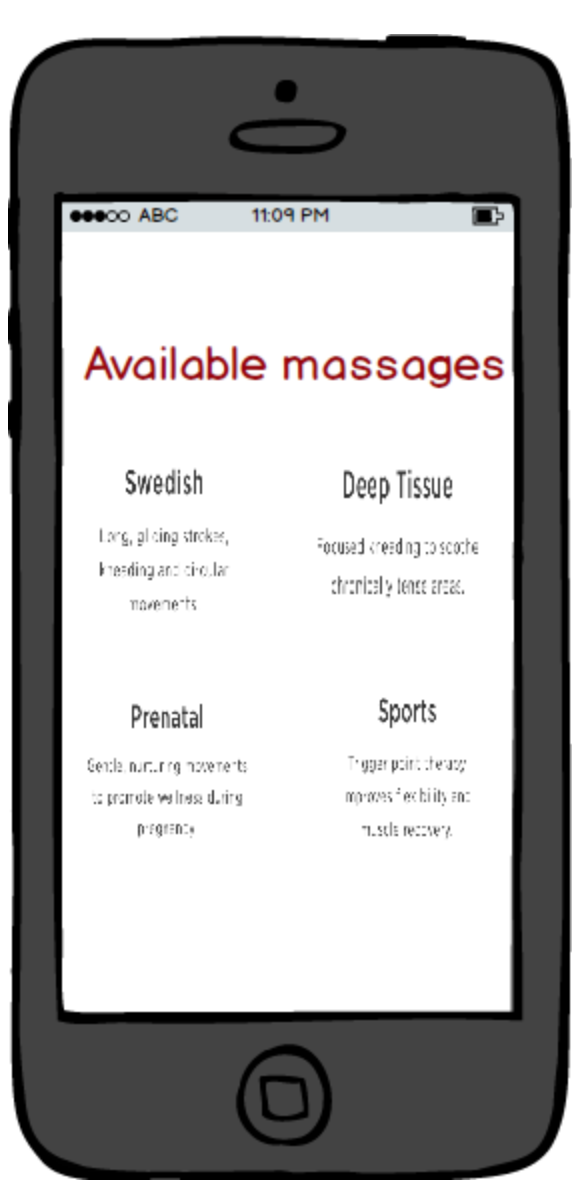 ABC 11:09 PM
Available massages
Swedish
Long, gliding strokes,
kneading and circular
movements
Deep Tissue
Focused kneading to soothe
chronically tense areas.
Prenatal
Gentle, nurturing movements
to promote wellness during
pregnancy
Sports
Trigger point therapy
improves flexibility and
muscle recovery.